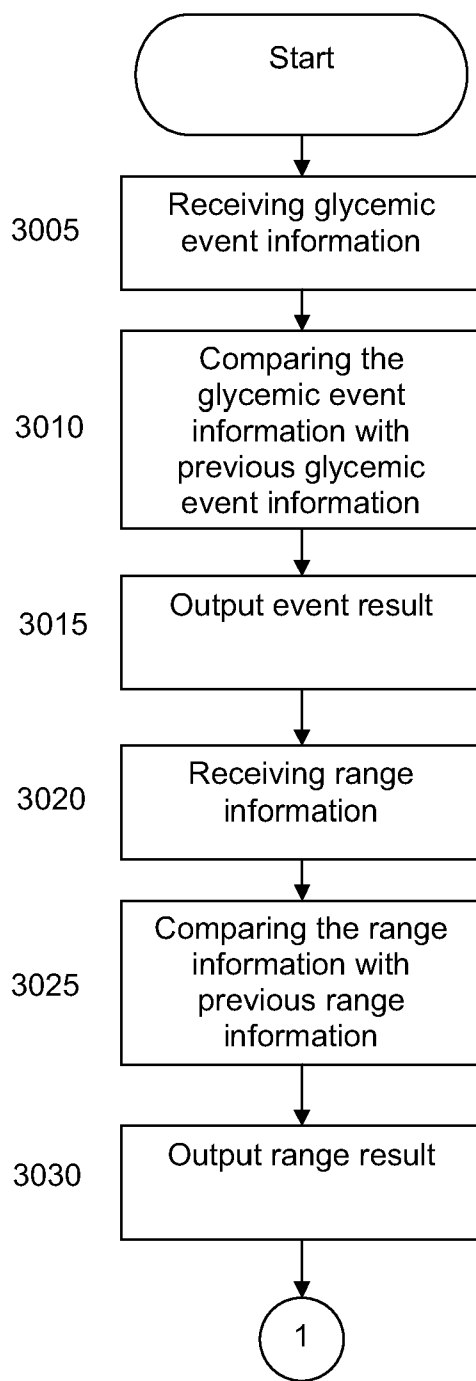 Start
3005
Receiving glycemic
event information
3010
Comparing the
glycemic event
information with
previous glycemic
event information
3015
Output event result
3020
Receiving range
information
3025
Comparing the range
information with
previous range
information
3030
Output range result
1